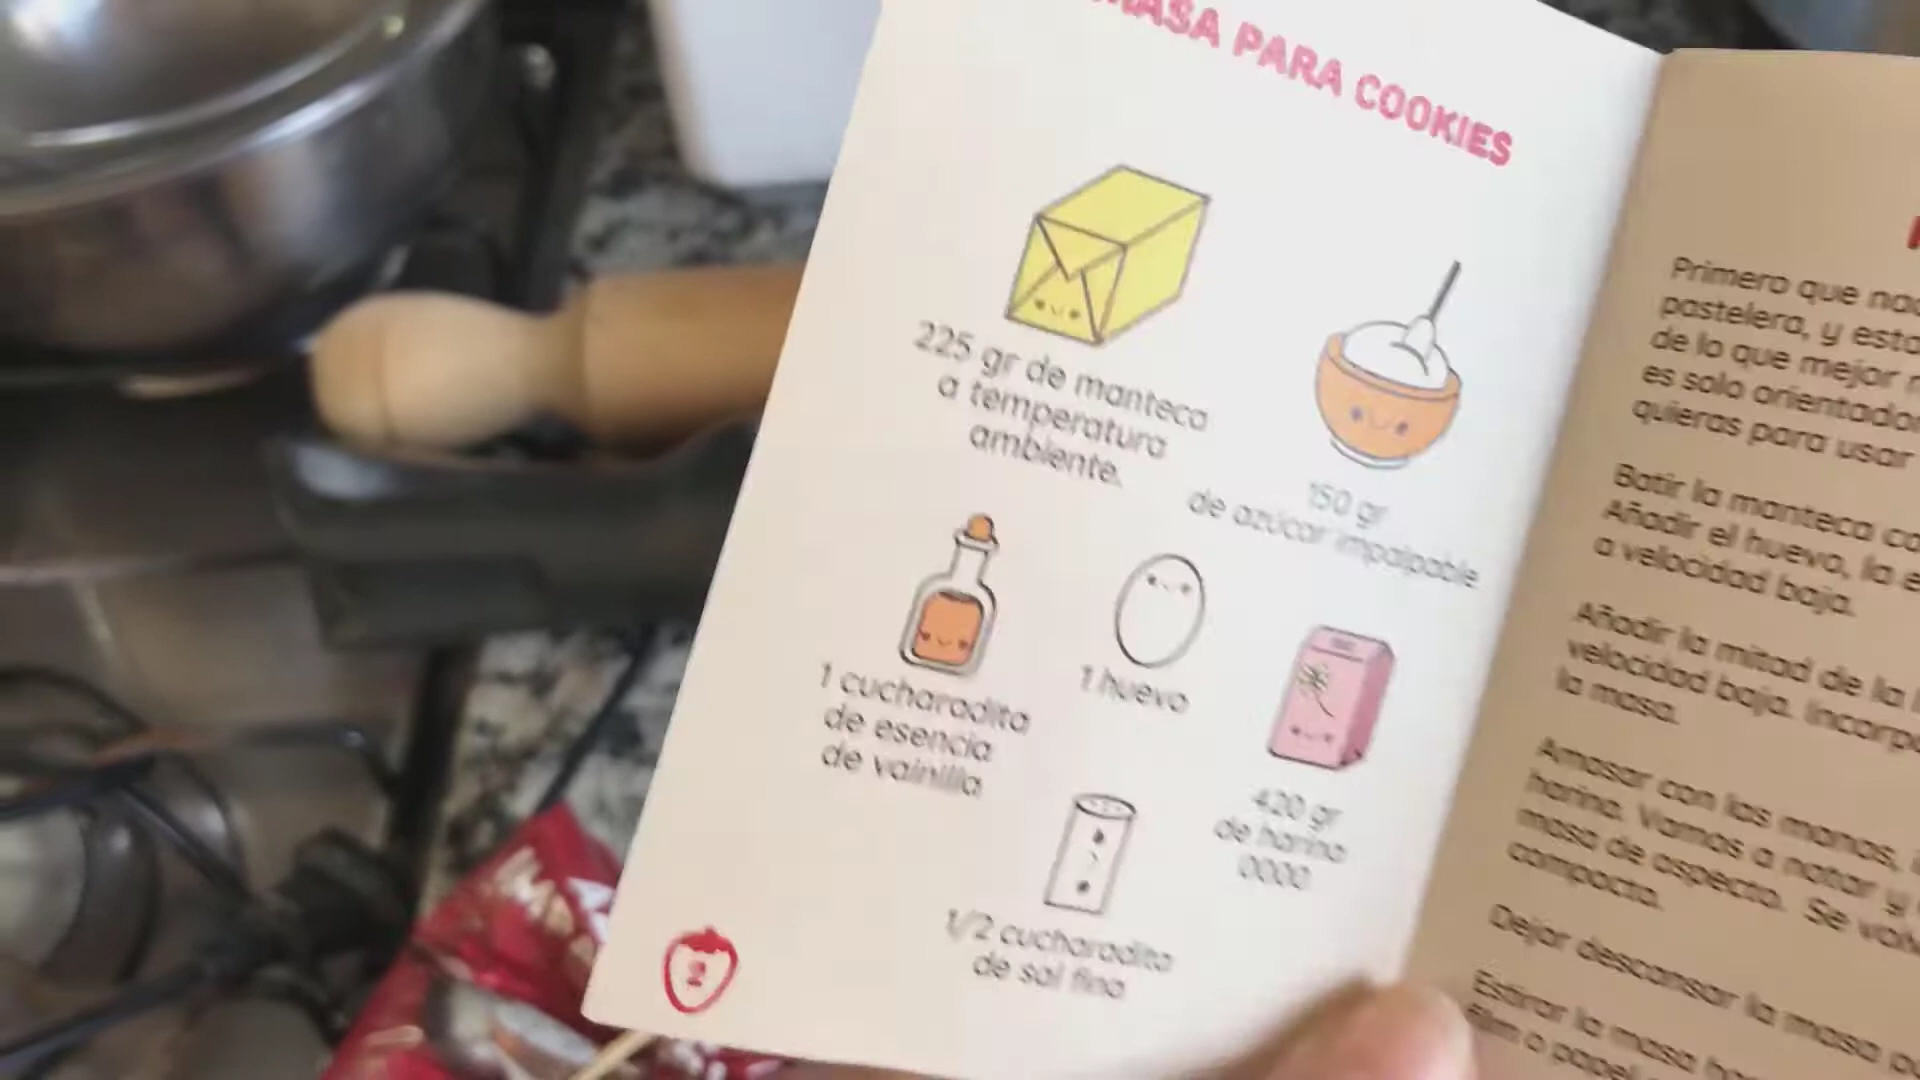 MASA PARA COOKIES
225 gr de manteca
a temperatura
ambiente.
150 gr
de azúcar impalpable
1 cucharadita
de esencia
de vainilla
1 huevo
420 gr
de harina
0000
1/2 cucharadita
de sal fina
2
Primero que
pastelera, y
de lo que mejor
es solo
quieras para usar
Batir la manteca
Añadir el huevo, la
a velocidad baja.
Añadir la mitad de la
velocidad baja.
la masa.
Amasar con las manos,
harina. Vamos a notar y
masa de aspecto. Se
compacta.
Dejar descansar la masa
Estirar la masa
film o papel